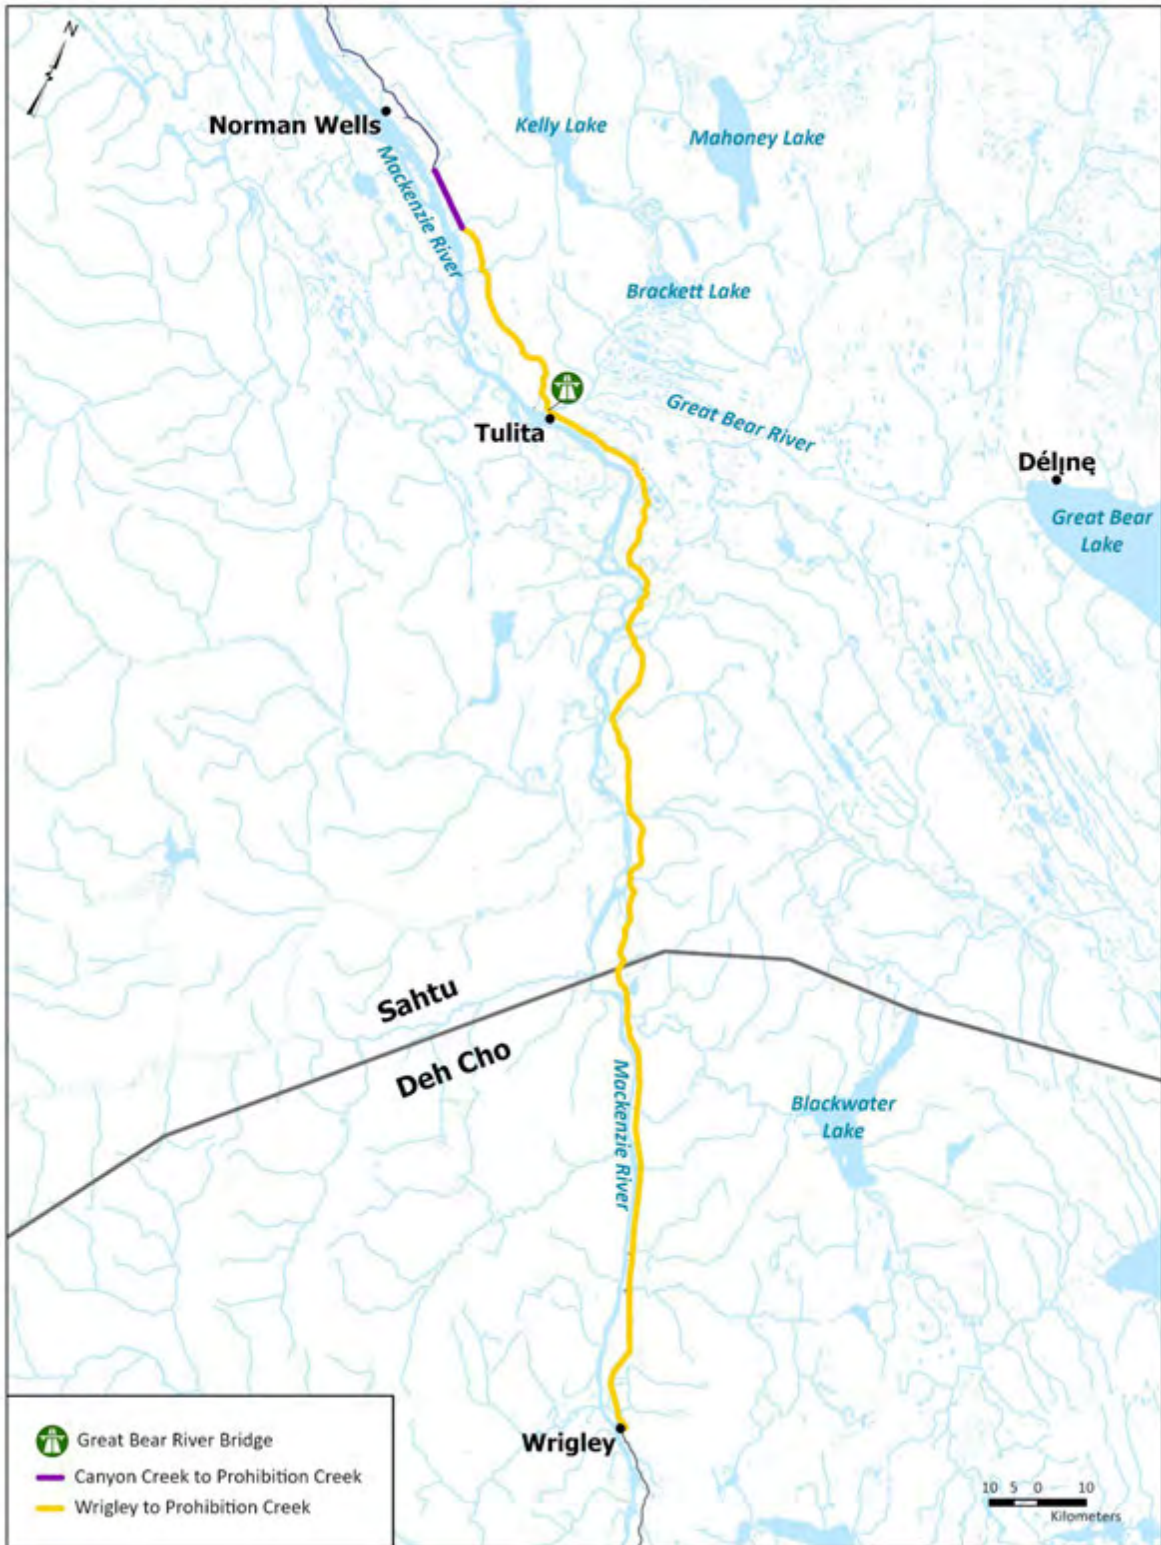 N
Norman Wells
Kelly Lake
Mahoney Lake
Mackenzie River
Brackett Lake
Great Bear River
Tulita
Délįnę
Great Bear
Lake
Sahtu
Deh Cho
Mackenzie River
Blackwater
Lake
Wrigley
Great Bear River Bridge
Canyon Creek to Prohibition Creek
Wrigley to Prohibition Creek
10 5 0 10
Kilometers